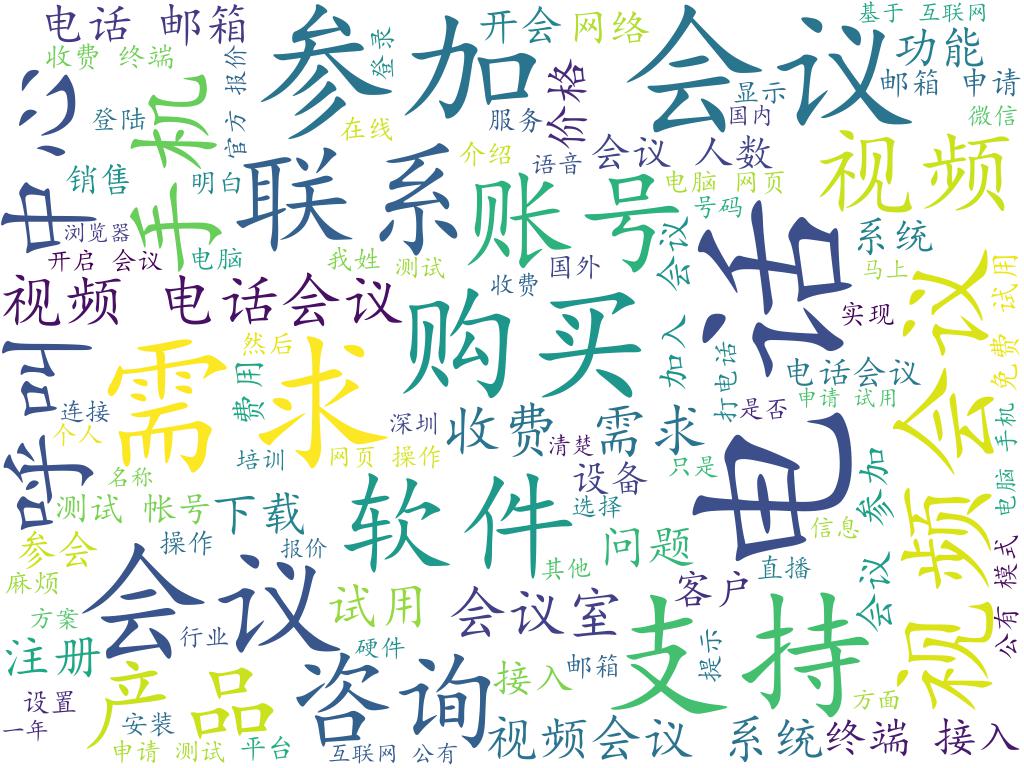 电话 邮箱
参加
会议
开会 网络
基于 互联网
功能
邮箱 申请
微信
收费 终端
报价
登录
中心
手机
登陆
官方
在线
服务
价格
显示
国内
销售
明白
联系
介绍
语音
会议 人数
视频
账号
电脑 网页
号码
浏览器
开启 会议
电脑
我姓
测试
收费
国外
会议 加入
电话 电话
系统
马上
视频会议 视频
试用 免费
视频 电话会议
购买
实现
呼叫
需求
然后
费用
打电话
电话会议
申请 试用
连接
个人
深圳
是否
收费
清楚
需求
手机 电脑
名称
培训
网页 操作
设备
只是
参加 会议
测试 帐号
下载
软件
选择
信息
参会
操作
报价
问题
其他
直播
公有 模式
麻烦
会议
试用
会议室
客户
支持
方案
行业
硬件
注册
产品
咨询
接入
邮箱
提示
方面
设置
一年
安装
申请 测试
平台
互联网 公有
视频会议 系统
终端 接入